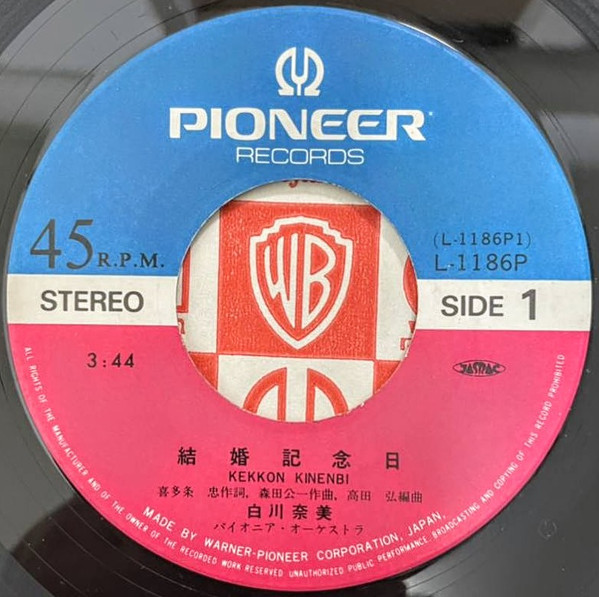 PIONEER
RECORDS
45 R.P.M.
(L-1186P1)
L-1186P
STEREO
SIDE 1
WB
3:44
JASRAC
結婚記念日
KEKKON KINENBI
喜多条 忠作詞, 森田公一作曲, 高田 弘編曲
白川奈美
パイオニア・オーケストラ
MADE BY WARNER-PIONEER CORPORATION, JAPAN.
ALL RIGHTS OF THE MANUFACTURER AND OF THE OWNER OF THE RECORDED WORK RESERVED UNAUTHORIZED PUBLIC PERFORMANCE BROADCASTING AND COPYING OF THIS RECORD PROHIBITED